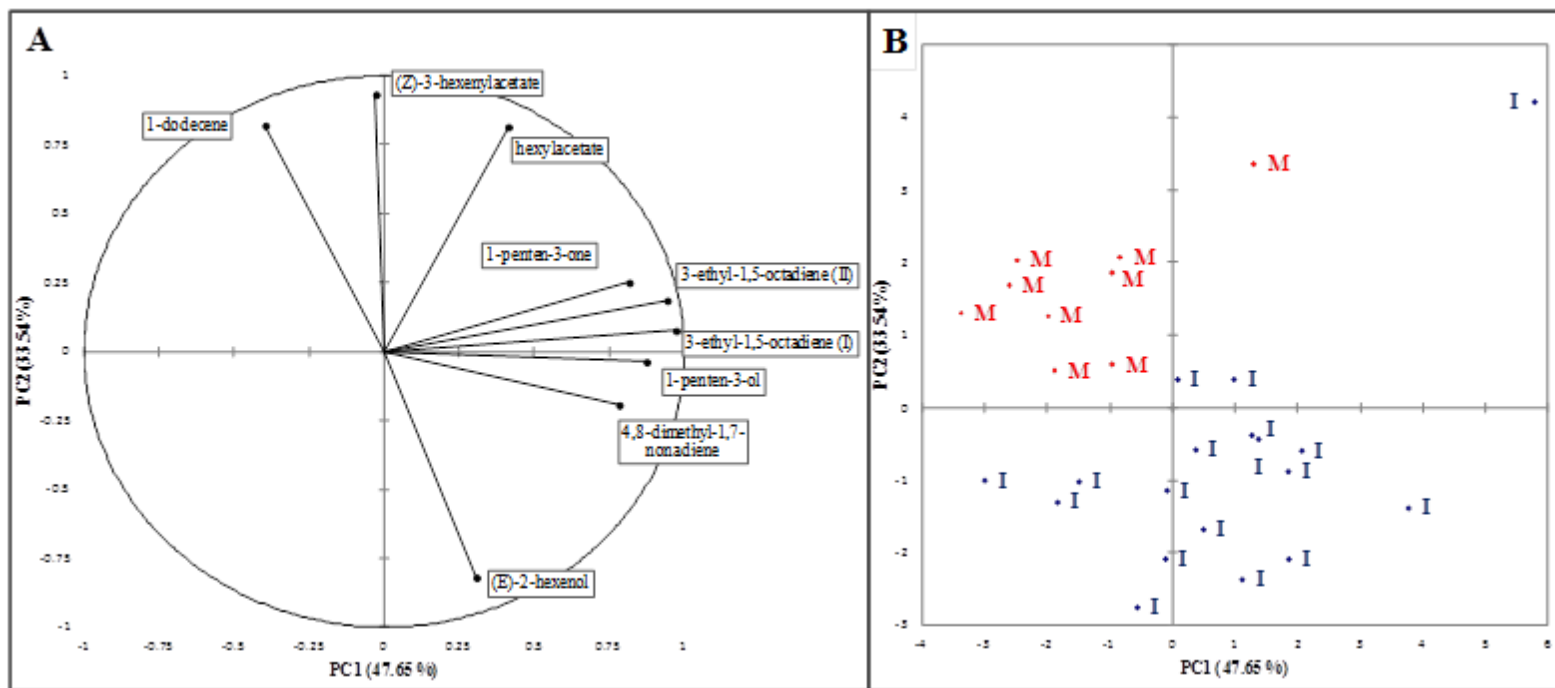 A
1
(Z)-3-hexenylacetate
1-dodecene
0.75
hexylacetate
0.5
1-penten-3-one
0.25
3-ethyl-1,5-octadiene (II)
0
3-ethyl-1,5-octadiene (I)
1-penten-3-ol
-0.25
4,8-dimethyl-1,7-
nonadiene
-0.5
-0.75
(E)-2-hexenol
-1
-1 -0.75 -0.5 -0.25 0 0.25 0.5 0.75 1
PC1 (47.65 %)
PC2 (33.54 %)
B
I
4
M
3
M M
2
M
M
M M
1
M M
I I
0
I
I I
I I
-1
I I
I I
I
I
-2
I I
I
I
-3
-4 -3 -2 -1 0 1 2 3 4 5 6
PC1 (47.65 %)
PC2 (33.54 %)